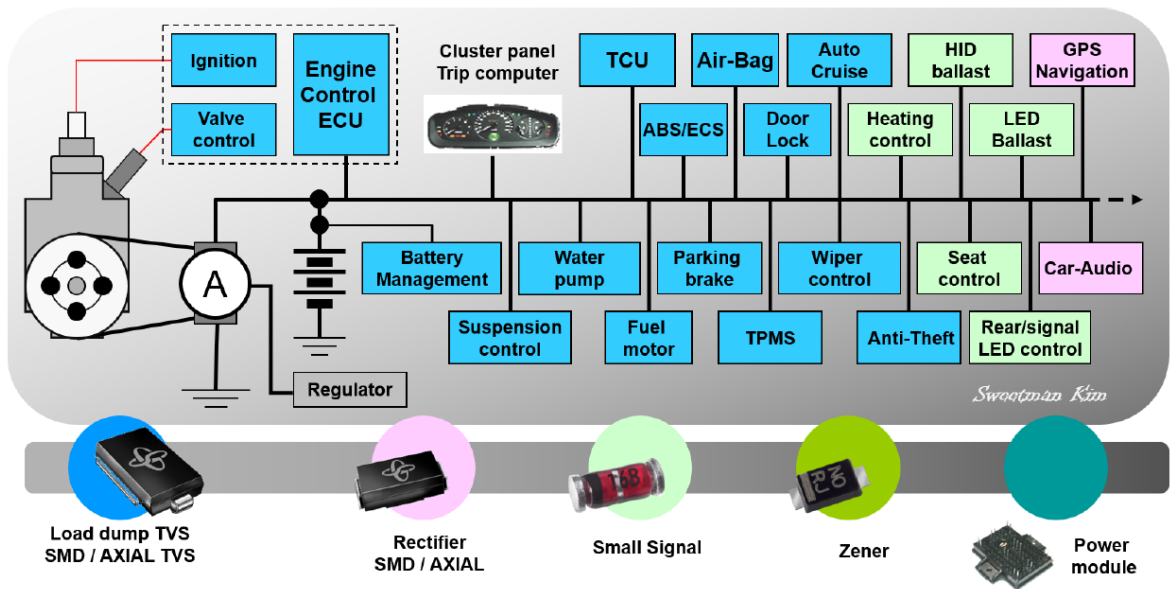 Ignition
Valve
control
Engine
Control
ECU
Cluster panel
Trip computer
TCU
Air-Bag
Auto
Cruise
HID
ballast
GPS
Navigation
ABS/ECS
Door
Lock
Heating
control
LED
Ballast
A
Battery
Management
Water
pump
Parking
brake
Wiper
control
Seat
control
Car-Audio
Suspension
control
Fuel
motor
TPMS
Anti-Theft
Rear/signal
LED control
Regulator
Sweetman Kim
T6B
NO
RJ
Load dump TVS
SMD / AXIAL TVS
Rectifier
SMD / AXIAL
Small Signal
Zener
Power
module